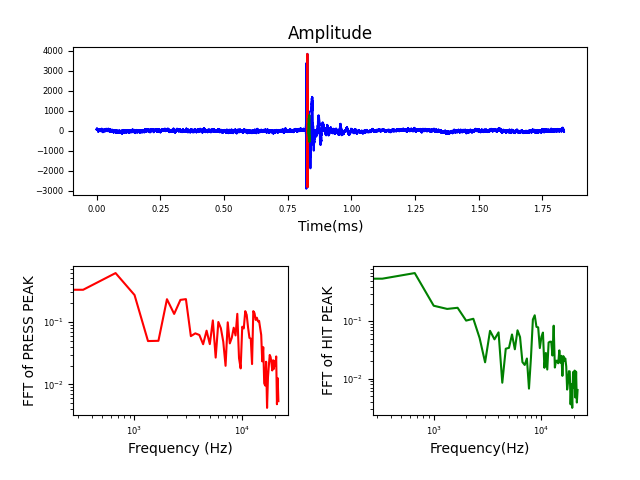 Amplitude
4000
3000
2000
1000
0
−1000
−2000
−3000
0.00 0.25 0.50 0.75 1.00 1.25 1.50 1.75
Time(ms)
FFT of PRESS PEAK
10⁻¹
10⁻²
10³ 10⁴
Frequency (Hz)
FFT of HIT PEAK
10⁻¹
10⁻²
10³ 10⁴
Frequency(Hz)